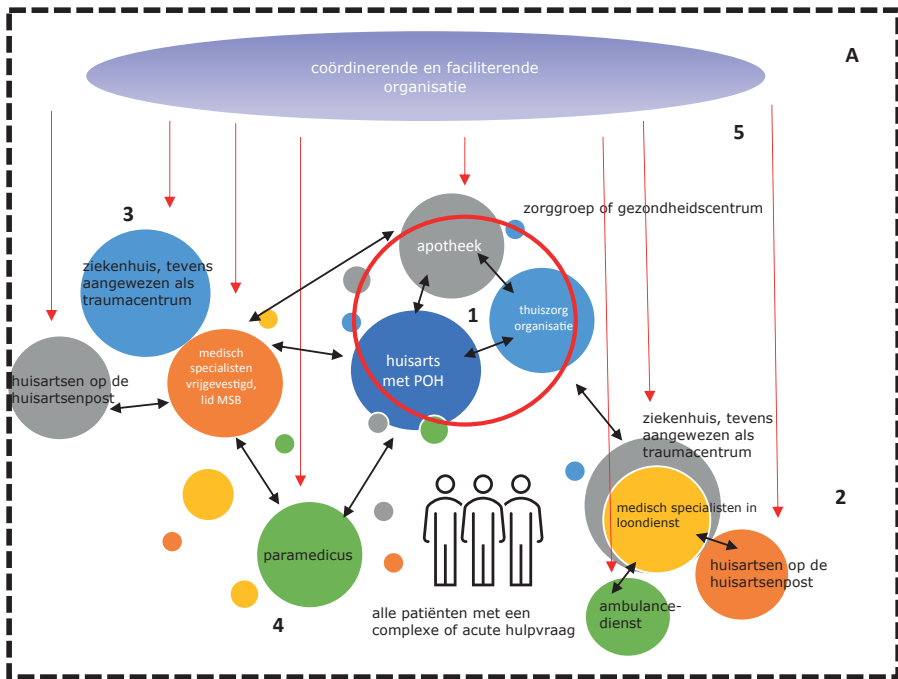 coördinerende en faciliterende
organisatie
A
5
3
zorggroep of gezondheidscentrum
apotheek
ziekenhuis, tevens
aangewezen als
traumacentrum
1
thuiszorg
organisatie
medisch
specialisten
vrijgevestigd,
lid MSB
huisarts
met POH
huisartsen op de
huisartsenpost
ziekenhuis, tevens
aangewezen als
traumacentrum
2
medisch specialisten in
loondienst
paramedicus
huisartsen op de
huisartsenpost
ambulance-
dienst
4
alle patiënten met een
complexe of acute hulpvraag